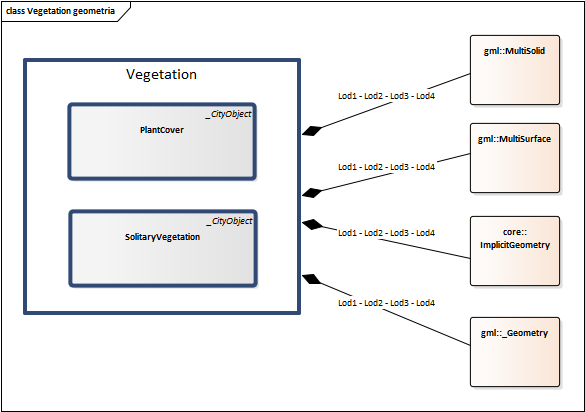 class Vegetation geometria
Vegetation
_CityObject
PlantCover
_CityObject
SolitaryVegetation
Lod1 - Lod2 - Lod3 - Lod4
gml::MultiSolid
Lod1 - Lod2 - Lod3 - Lod4
gml::MultiSurface
Lod1 - Lod2 - Lod3 - Lod4
core::
ImplicitGeometry
Lod1 - Lod2 - Lod3 - Lod4
gml::_Geometry